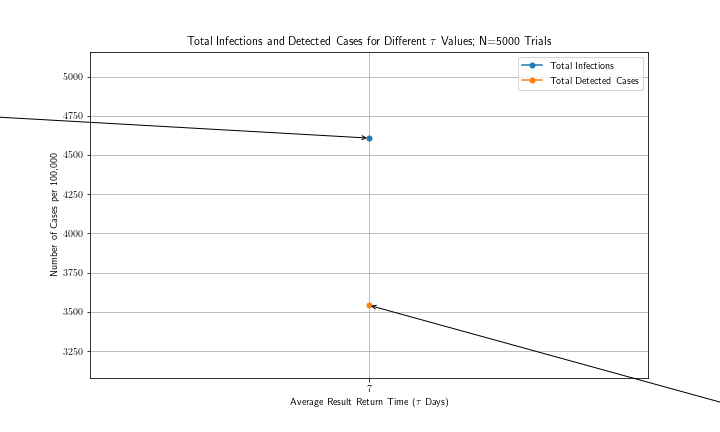 Total Infections and Detected Cases for Different τ Values; N=5000 Trials
Total Infections
Total Detected Cases
5000
4750
4500
4250
4000
3750
3500
3250
Number of Cases per 100,000
7
Average Result Return Time (τ Days)